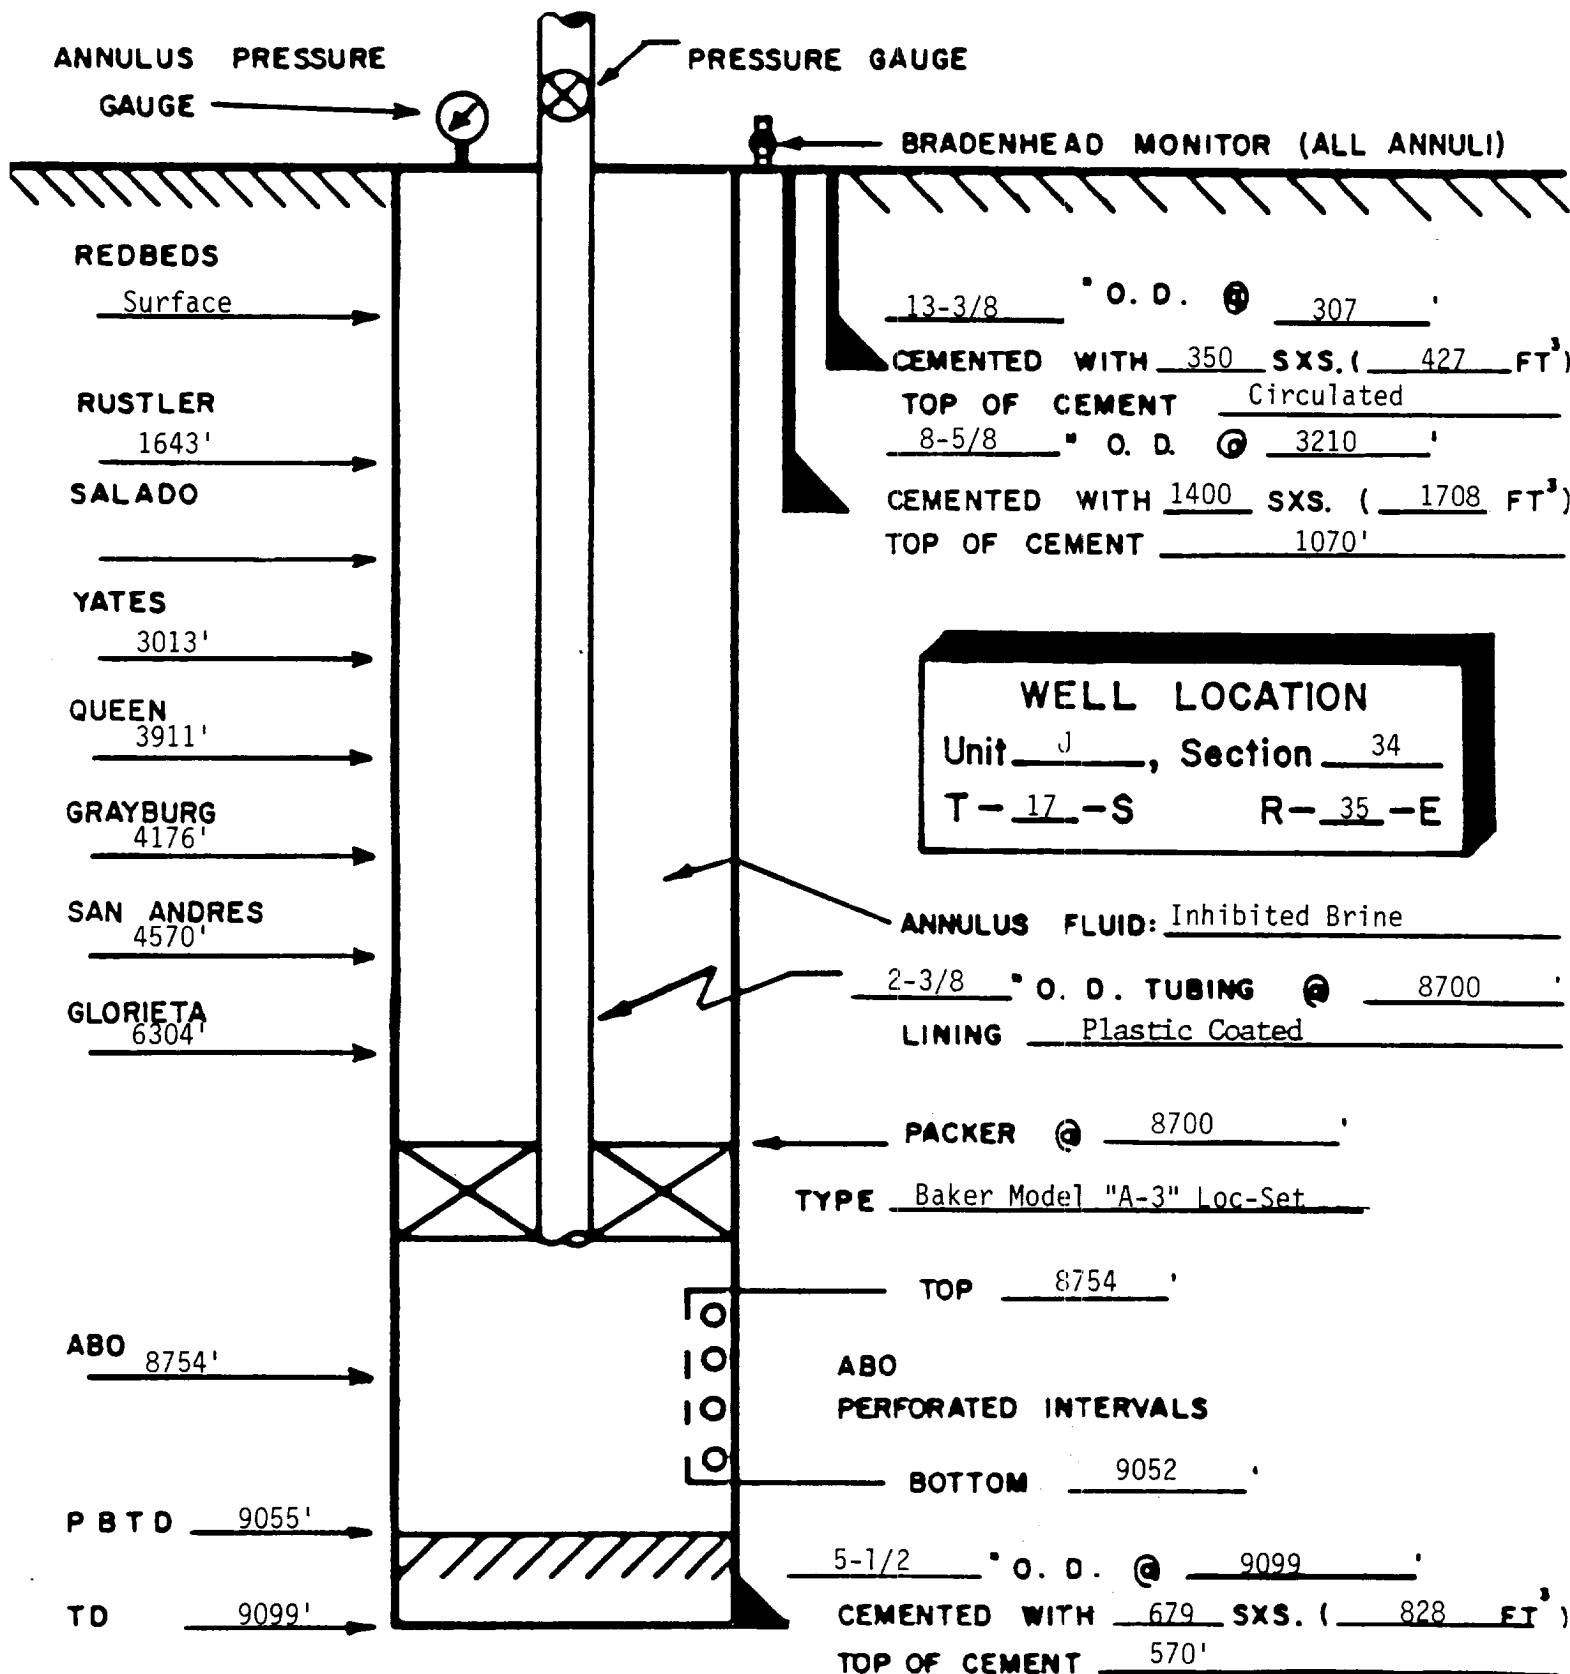 ANNULUS PRESSURE
GAUGE
PRESSURE GAUGE
BRADENHEAD MONITOR (ALL ANNULI)
REDBEDS
Surface
RUSTLER
1643'
SALADO
YATES
3013'
QUEEN
3911'
GRAYBURG
4176'
SAN ANDRES
4570'
GLORIETA
6304'
ABO 8754'
PBTD 9055'
TD 9099'
13-3/8 " O. D. @ 307 '
CEMENTED WITH 350 SXS. ( 427 FT³)
TOP OF CEMENT Circulated
8-5/8 " O. D. @ 3210 '
CEMENTED WITH 1400 SXS. ( 1708 FT³)
TOP OF CEMENT 1070'
WELL LOCATION
Unit J, Section 34
T-17-S R-35-E
ANNULUS FLUID: Inhibited Brine
2-3/8 " O. D. TUBING @ 8700 '
LINING Plastic Coated
PACKER @ 8700 '
TYPE Baker Model "A-3" Loc-Set
TOP 8754 '
ABO
PERFORATED INTERVALS
BOTTOM 9052 '
5-1/2 " O. D. @ 9099 '
CEMENTED WITH 679 SXS. ( 828 FT³)
TOP OF CEMENT 570'